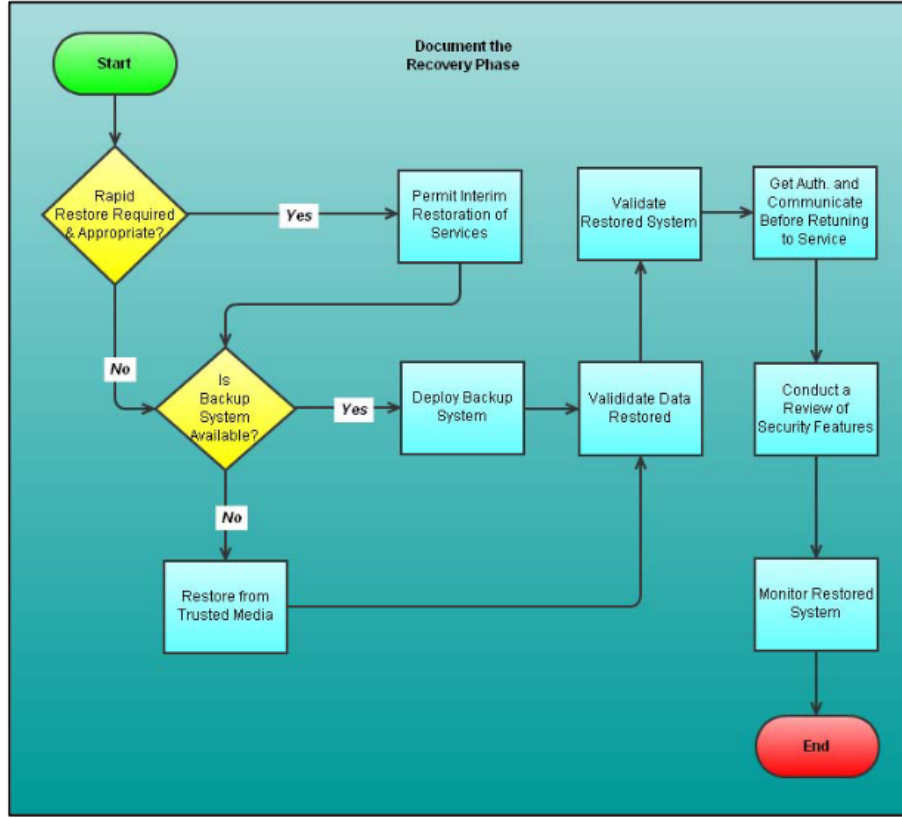 Document the
Recovery Phase
Start
Rapid
Restore Required
& Appropriate?
Yes
Permit Interim
Restoration of
Services
Validate
Restored System
Get Auth. and
Communicate
Before Retuning
to Service
No
Is
Backup
System
Available?
Yes
Deploy Backup
System
Valididate Data
Restored
Conduct a
Review of
Security Features
No
Restore from
Trusted Media
Monitor Restored
System
End